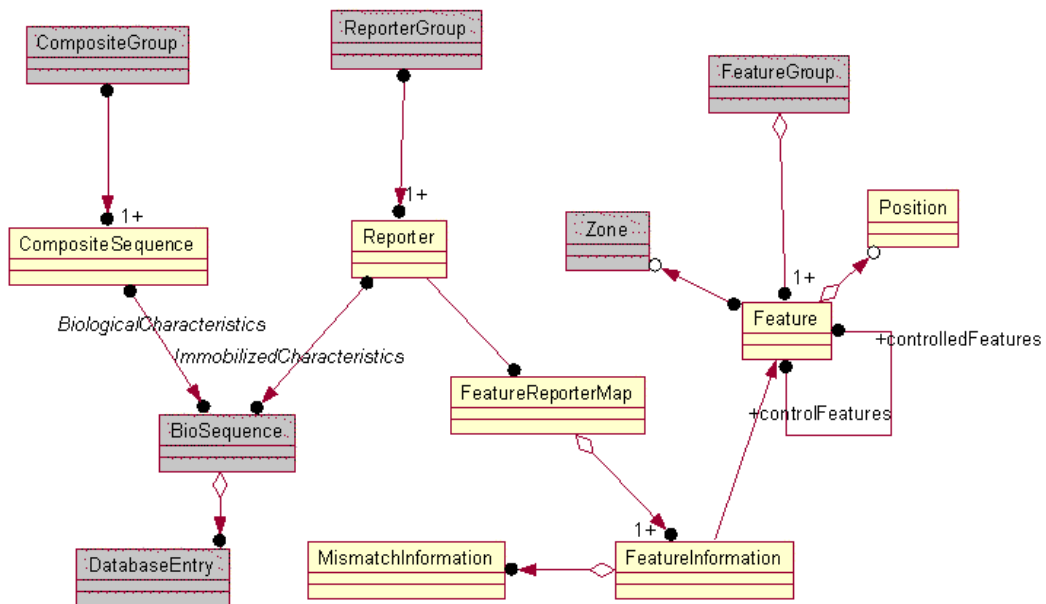 CompositeGroup
ReporterGroup
FeatureGroup
1+
1+
CompositeSequence
Reporter
Zone
Position
1+
Feature
BiologicalCharacteristics
+controlledFeatures
ImmobilizedCharacteristics
FeatureReporterMap
+controlFeatures
BioSequence
1+
DatabaseEntry
MismatchInformation
FeatureInformation